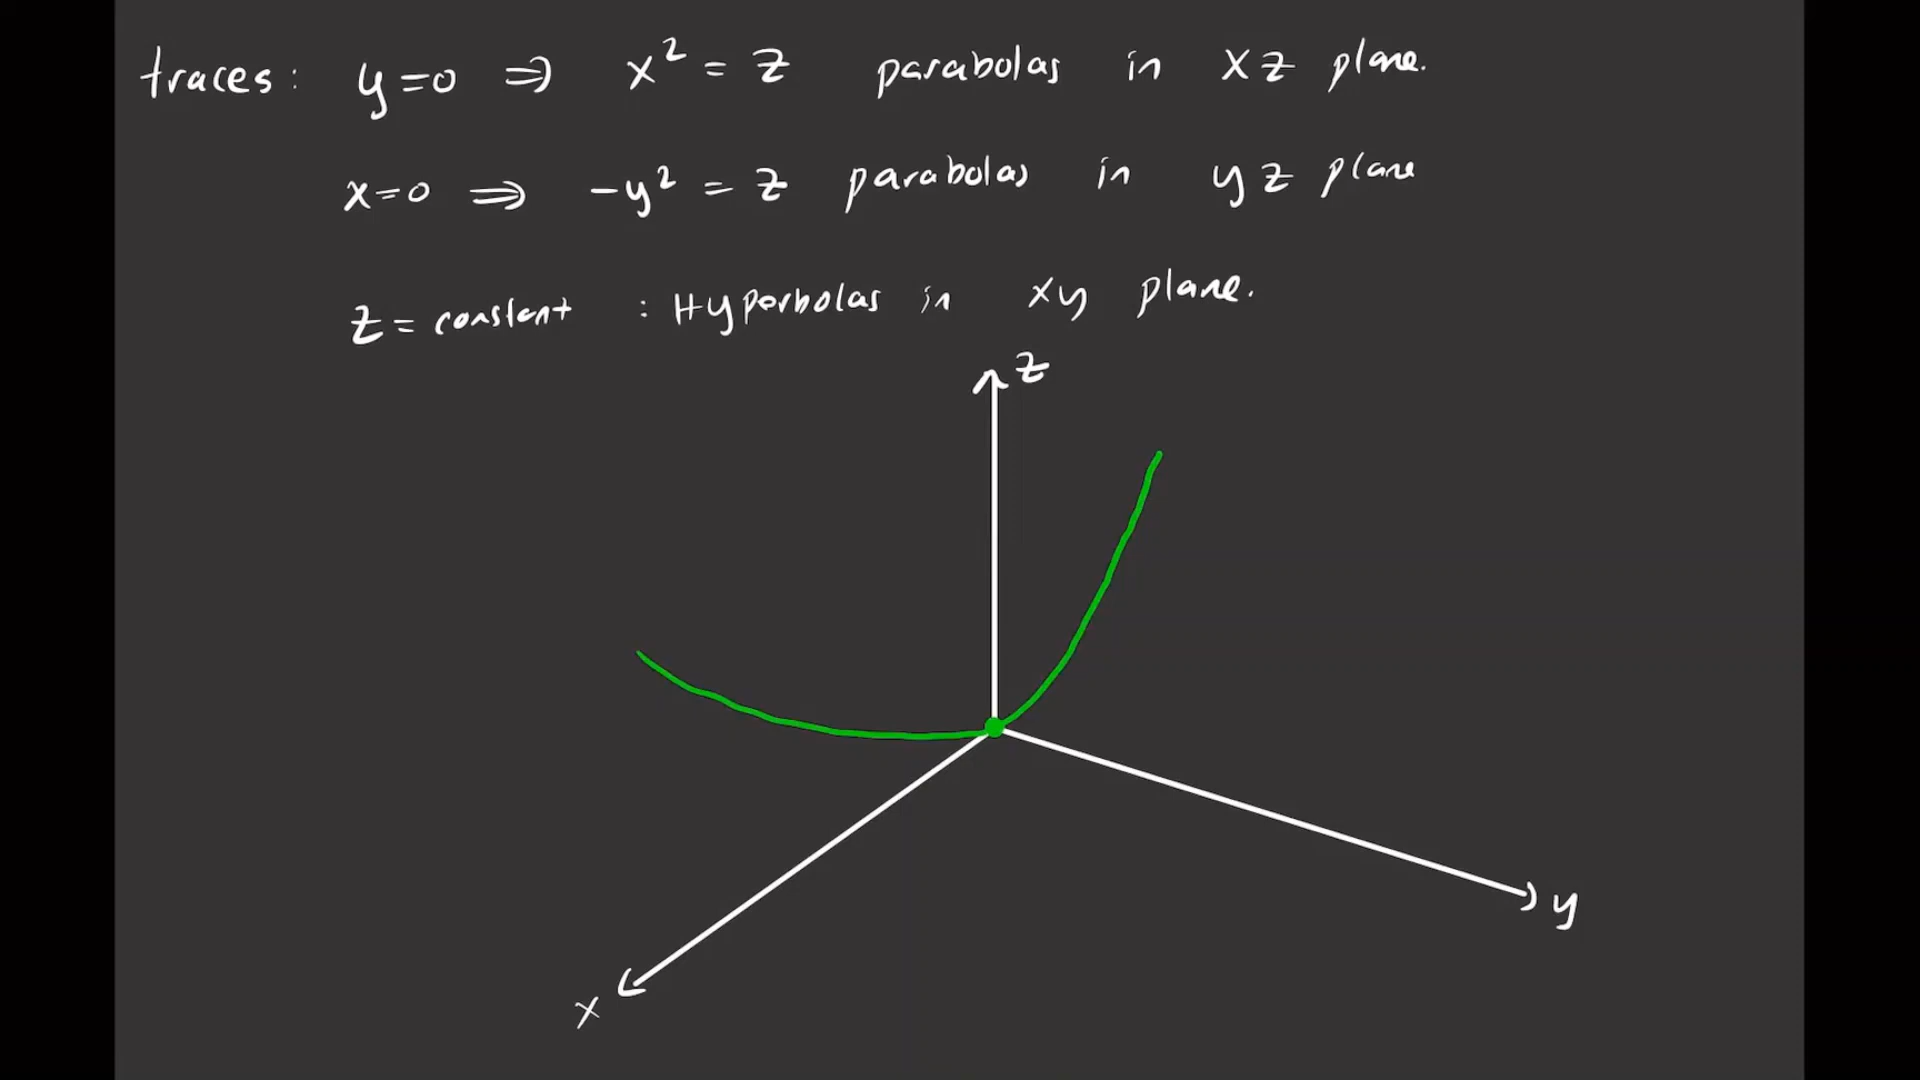 traces: y=0 ⇒ x² = z parabolas in xz plane.
x=0 ⇒ -y² = z parabolas in yz plane
z = constant : Hyperbolas in xy plane.
z
y
x